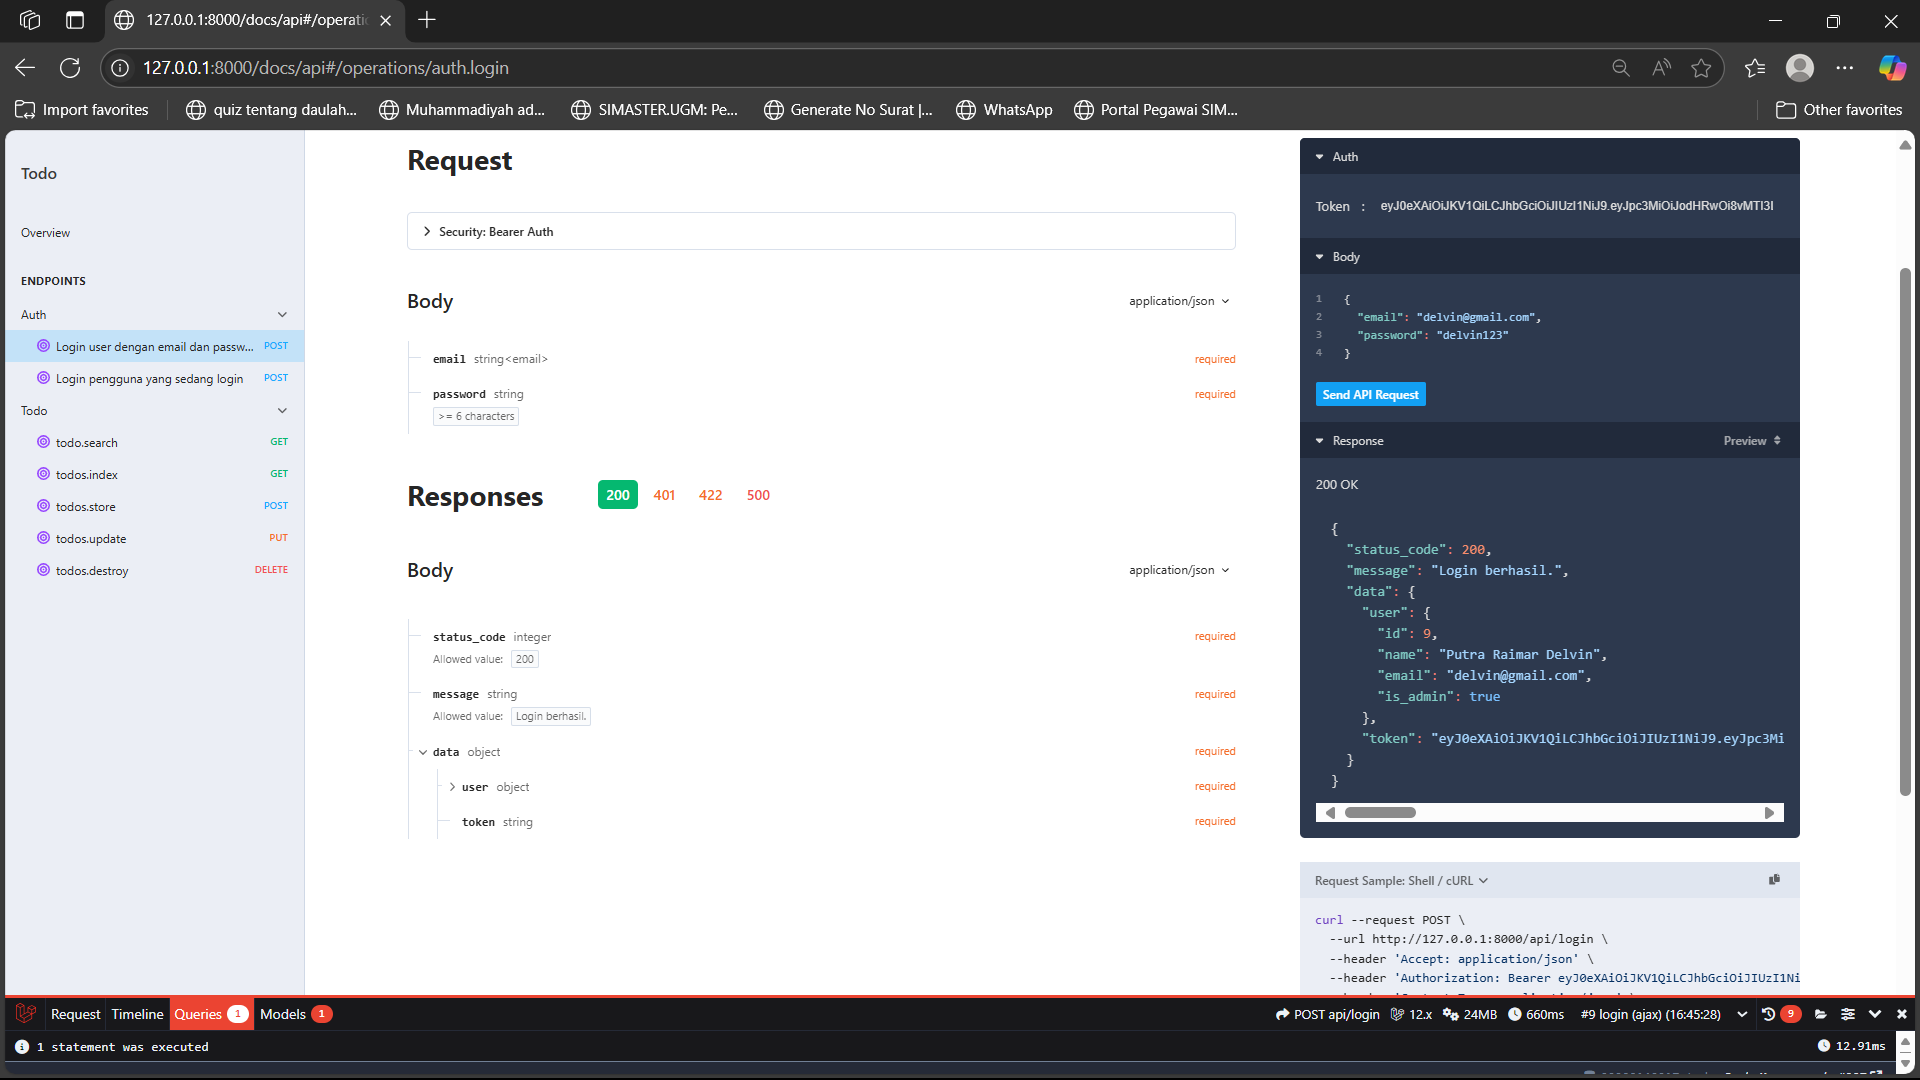 127.0.0.1:8000/docs/api#/operati
127.0.0.1:8000/docs/api#/operations/auth.login
Import favorites
quiz tentang daulah...
Muhammadiyah ad...
SIMASTER.UGM: Pe...
Generate No Surat |...
WhatsApp
Portal Pegawai SIM...
Other favorites
Todo
Overview
ENDPOINTS
Auth
Login user dengan email dan passw... POST
Login pengguna yang sedang login POST
Todo
todo.search GET
todos.index GET
todos.store POST
todos.update PUT
todos.destroy DELETE
Request
Security: Bearer Auth
Body application/json
email string<email> required
password string required
>= 6 characters
Responses 200 401 422 500
Body application/json
status_code integer required
Allowed value: 200
message string required
Allowed value: Login berhasil.
data object required
user object required
token string required
Auth
Token : eyJ0eXAiOiJKV1QiLCJhbGciOiJIUzI1NiJ9.eyJpc3MiOiJodHRwOi8vMTI3I
Body
1 {
2 "email": "delvin@gmail.com",
3 "password": "delvin123"
4 }
Send API Request
Response Preview
200 OK
{
"status_code": 200,
"message": "Login berhasil.",
"data": {
"user": {
"id": 9,
"name": "Putra Raimar Delvin",
"email": "delvin@gmail.com",
"is_admin": true
},
"token": "eyJ0eXAiOiJKV1QiLCJhbGciOiJIUzI1NiJ9.eyJpc3Mi
}
}
Request Sample: Shell / cURL
curl --request POST \
--url http://127.0.0.1:8000/api/login \
--header 'Accept: application/json' \
--header 'Authorization: Bearer eyJ0eXAiOiJKV1QiLCJhbGciOiJIUzI1Ni
Request Timeline Queries 1 Models 1
POST api/login 12.x 24MB 660ms #9 login (ajax) (16:45:28) 9
1 statement was executed 12.91ms